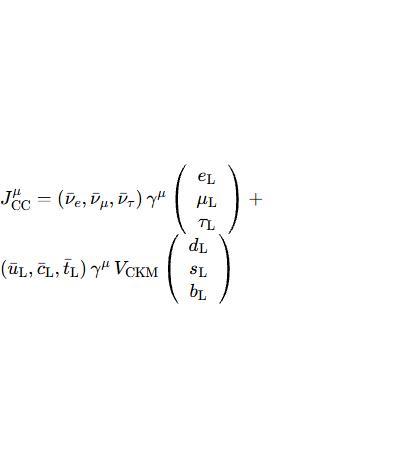 J^μ_CC = (ν̄_e, ν̄_μ, ν̄_τ) γ^μ ( e_L μ_L τ_L ) +
(ū_L, c̄_L, t̄_L) γ^μ V_CKM ( d_L s_L b_L )